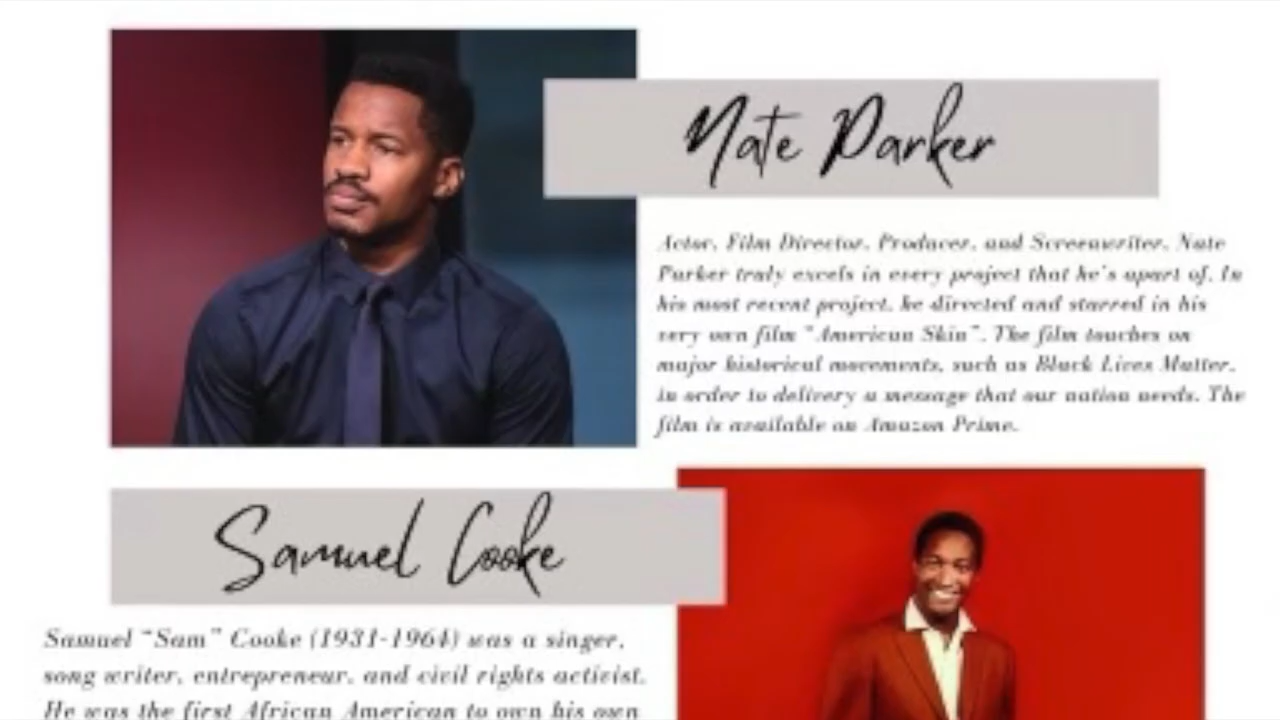 Nate Parker
Actor, Film Director, Producer, and Screenwriter, Nate
Parker truly excels in every project that he's apart of. In
his most recent project, he directed and starred in his
very own film "American Skin". The film touches on
major historical movements, such as Black Lives Matter,
in order to delivery a message that our nation needs. The
film is available on Amazon Prime.
Samuel Cooke
Samuel "Sam" Cooke (1931-1964) was a singer,
song writer, entrepreneur, and civil rights activist.
He was the first African American to own his own